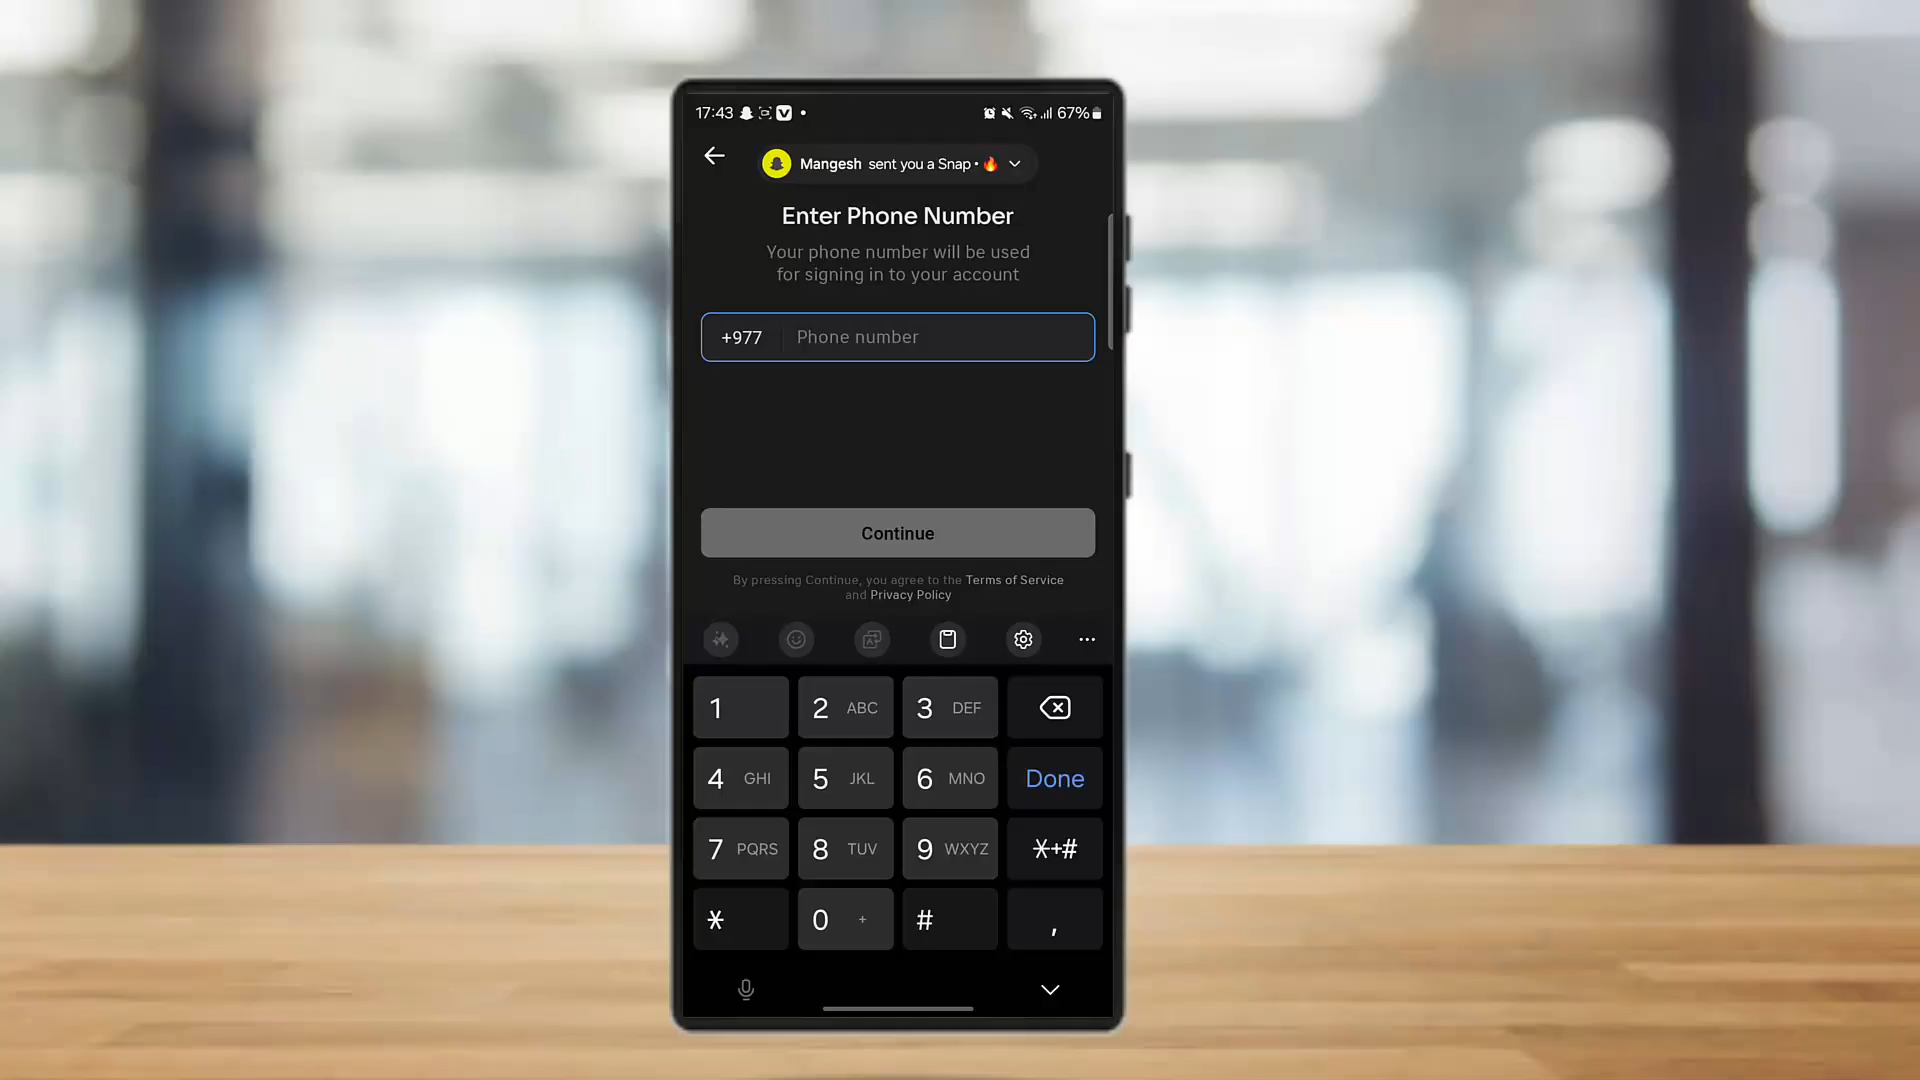 17:43 67%
Mangesh sent you a Snap • 🔥
Enter Phone Number
Your phone number will be used
for signing in to your account
+977 Phone number
Continue
By pressing Continue, you agree to the Terms of Service
and Privacy Policy
1 2 ABC 3 DEF
4 GHI 5 JKL 6 MNO Done
7 PQRS 8 TUV 9 WXYZ *+#
* 0 + # ,